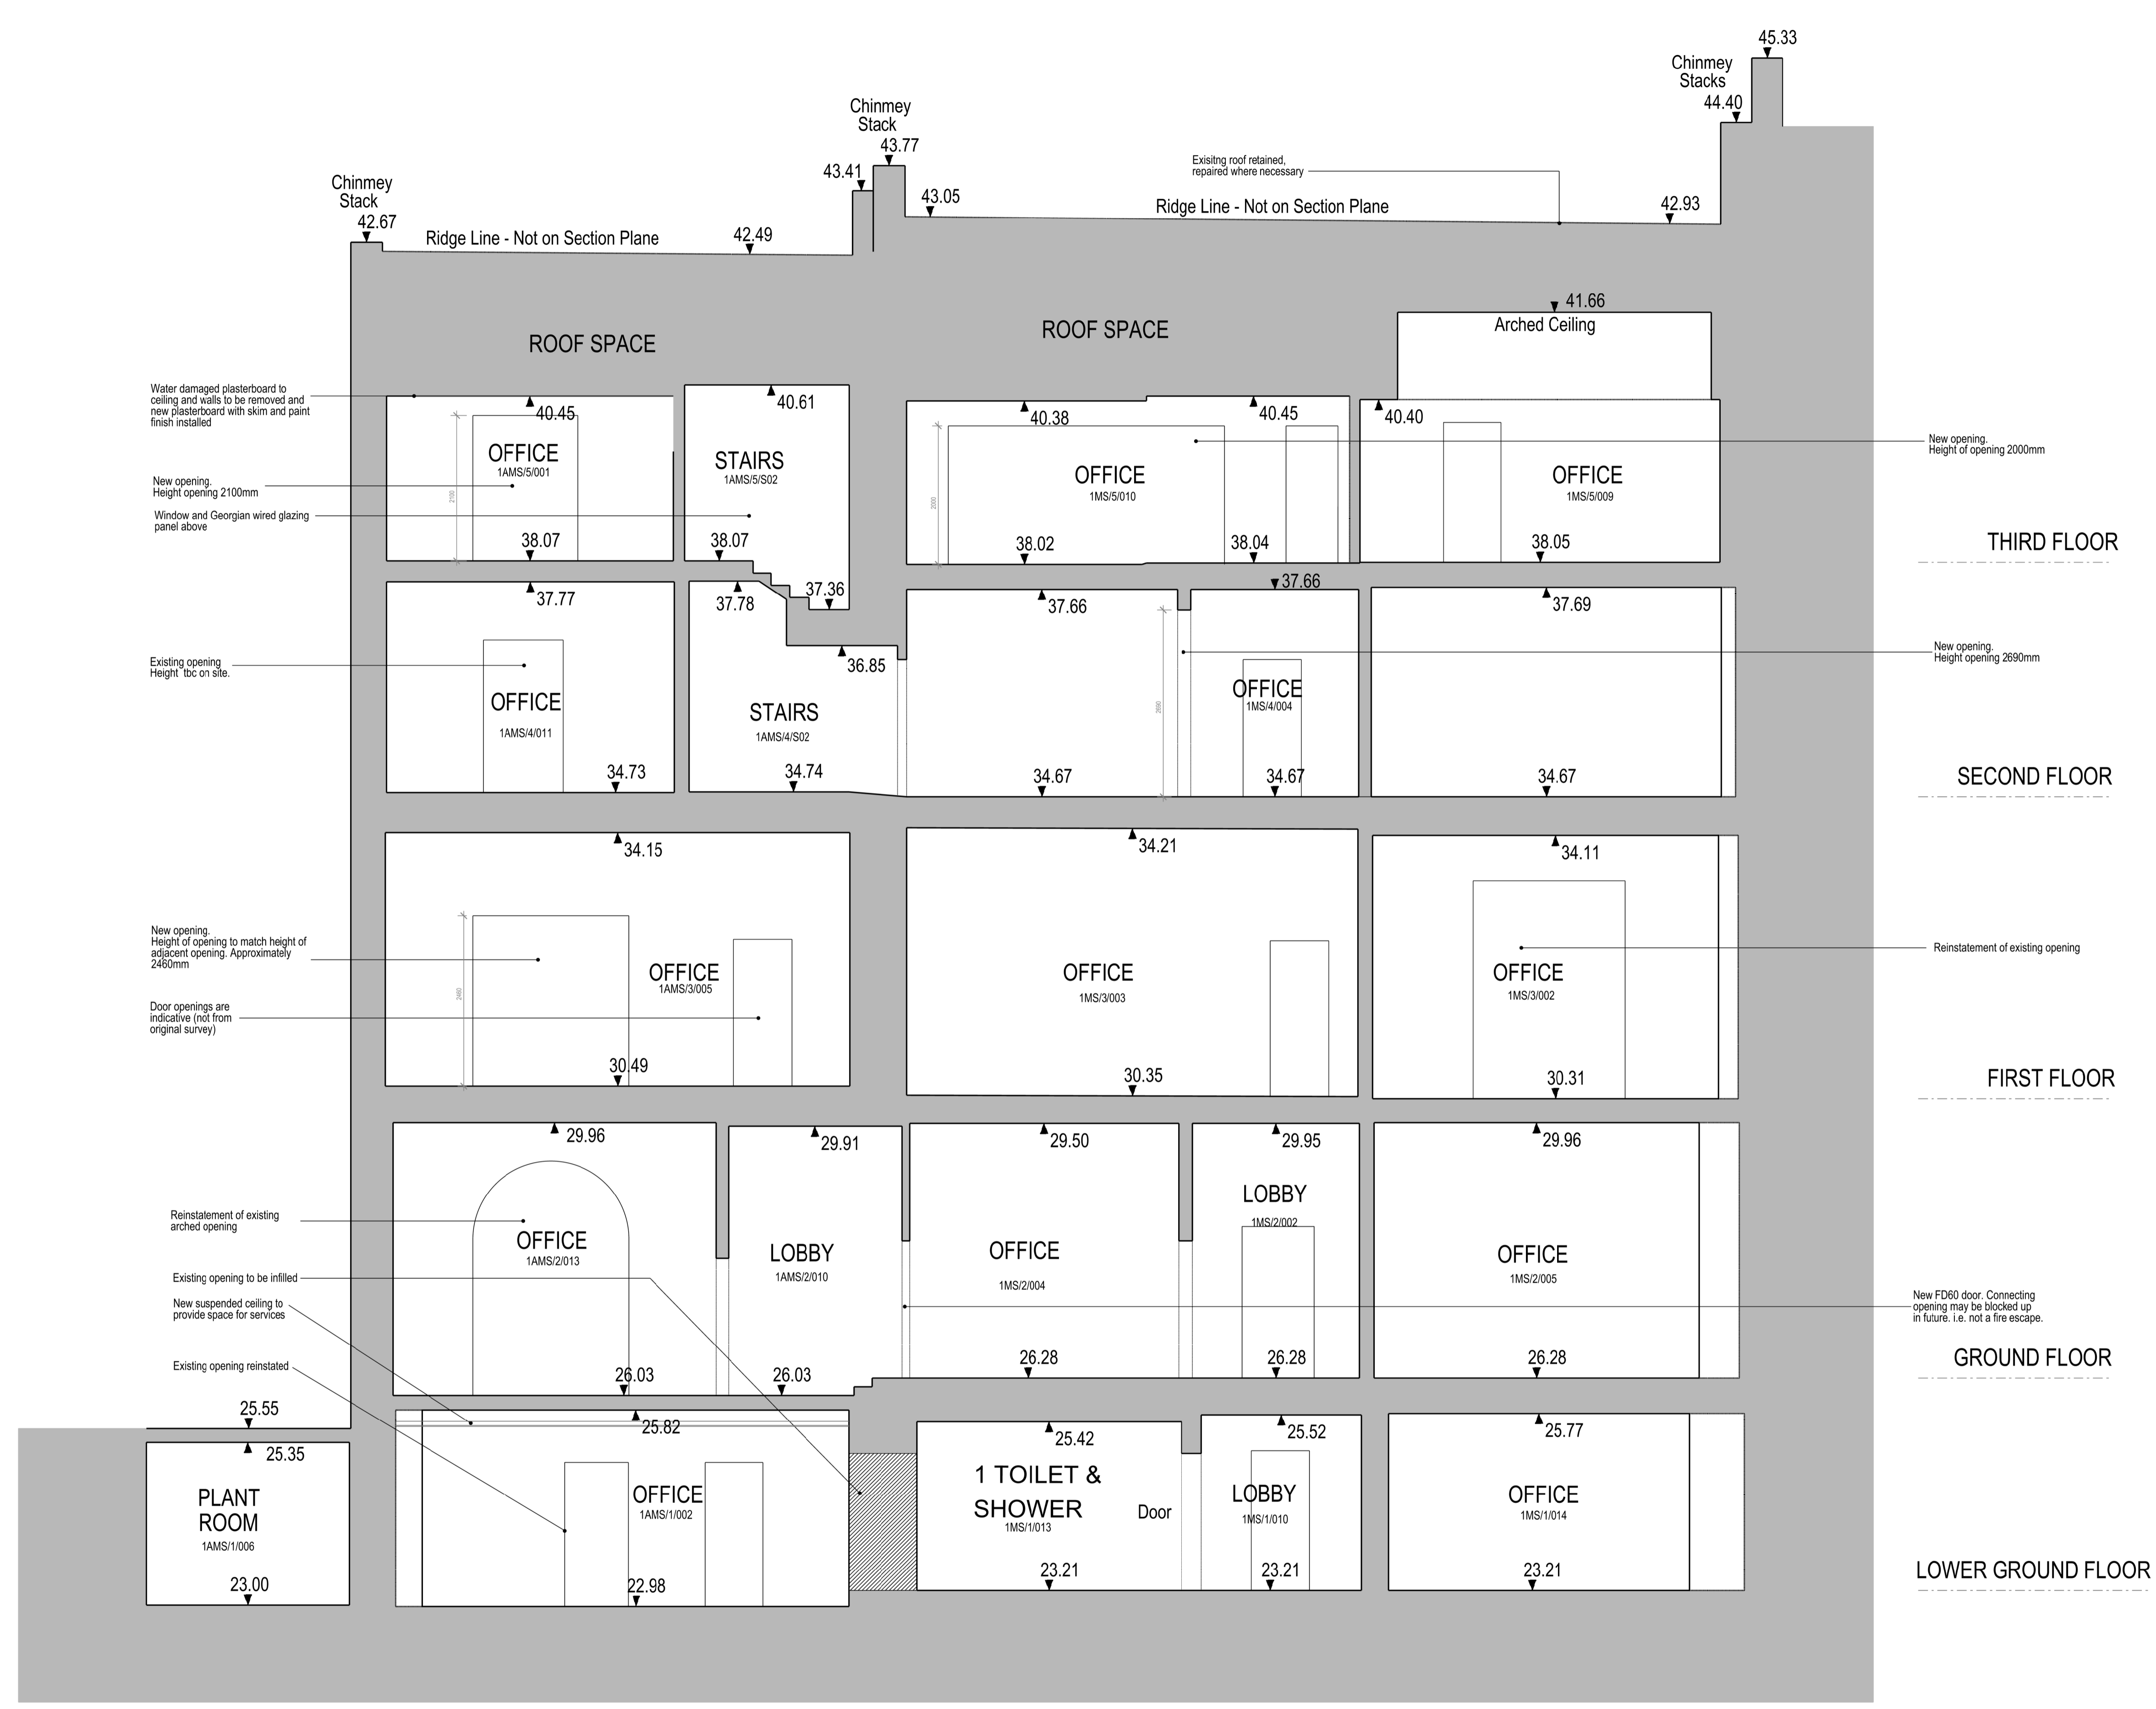 45.33
Chinmey
Stacks
44.40
Chinmey
Stack
43.77
43.41
Exisitng roof retained,
repaired where necessary
Chinmey
Stack
42.67
43.05
Ridge Line - Not on Section Plane
42.93
Ridge Line - Not on Section Plane
42.49
41.66
Arched Ceiling
ROOF SPACE
ROOF SPACE
Water damaged plasterboard to
ceiling and walls to be removed and
new plasterboard with skim and paint
finish installed
40.45
40.61
40.38
40.45
40.40
New opening.
Height of opening 2000mm
OFFICE
1AMS/5/001
STAIRS
1AMS/5/S02
OFFICE
1MS/5/010
OFFICE
1MS/5/009
New opening.
Height opening 2100mm
2100
2000
Window and Georgian wired glazing
panel above
38.07
38.07
38.02
38.04
38.05
THIRD FLOOR
37.77
37.78
37.36
37.66
37.66
37.69
Existing opening
Height tbc on site.
36.85
New opening.
Height opening 2690mm
OFFICE
1AMS/4/011
STAIRS
1AMS/4/S02
2690
OFFICE
1MS/4/004
34.73
34.74
34.67
34.67
34.67
SECOND FLOOR
34.15
34.21
34.11
New opening.
Height of opening to match height of
adjacent opening. Approximately
2460mm
Reinstatement of existing opening
2460
OFFICE
1AMS/3/005
OFFICE
1MS/3/003
OFFICE
1MS/3/002
Door openings are
indicative (not from
original survey)
30.49
30.35
30.31
FIRST FLOOR
29.96
29.91
29.50
29.95
29.96
Reinstatement of existing
arched opening
OFFICE
1AMS/2/013
LOBBY
1AMS/2/010
OFFICE
1MS/2/004
LOBBY
1MS/2/002
OFFICE
1MS/2/005
Existing opening to be infilled
New suspended ceiling to
provide space for services
New FD60 door. Connecting
opening may be blocked up
in future. i.e. not a fire escape.
Existing opening reinstated
26.03
26.03
26.28
26.28
26.28
GROUND FLOOR
25.55
25.35
25.82
25.42
25.52
25.77
PLANT
ROOM
1AMS/1/006
OFFICE
1AMS/1/002
1 TOILET &
SHOWER
1MS/1/013
Door
LOBBY
1MS/1/010
OFFICE
1MS/1/014
23.00
22.98
23.21
23.21
23.21
LOWER GROUND FLOOR